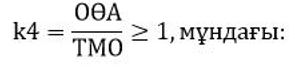 k4 = ОӨА/ТМО ≥ 1, мұндағы: